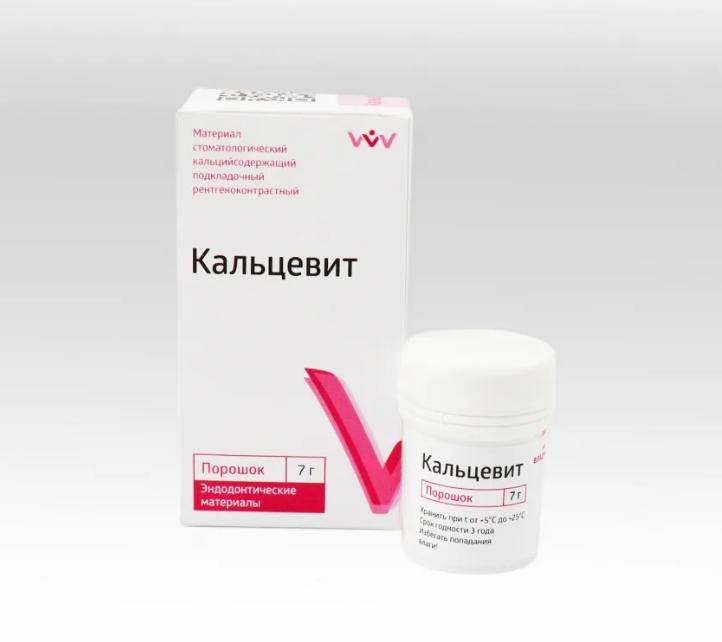 Материал
стоматологический
кальцийсодержащий
подкладочный
рентгеноконтрастный
Кальцевит
Порошок 7 г
Эндодонтические
материалы
Кальцевит
Порошок 7 г
Хранить при t от +5°С до +25°С
Срок годности 3 года
Избегать попадания
влаги!